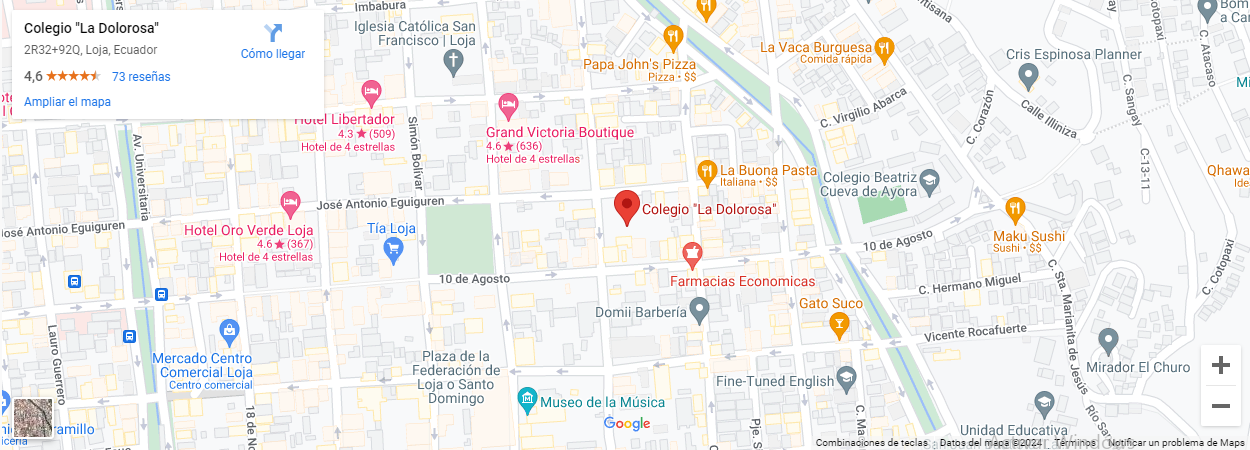 Colegio "La Dolorosa"
2R32+92Q, Loja, Ecuador
4,6
73 reseñas
Ampliar el mapa
Cómo llegar
Imbabura
Iglesia Católica San
Francisco | Loja
Papa John's Pizza
Pizza • $$
La Vaca Burguesa
Comida rápida
Cris Espinosa Planner
Calle Illiniza
C. Corazón
C. Sangay
C. Atacaso
C-13-11
C. Virgilio Abarca
Hotel Libertador
4.3 ★ (509)
Hotel de 4 estrellas
Grand Victoria Boutique
4.6 ★ (636)
Hotel de 4 estrellas
Av. Universitaria
Simón Bolívar
La Buona Pasta
Italiana • $$
Colegio Beatriz
Cueva de Ayora
José Antonio Eguiguren
José Antonio Eguiguren
Colegio "La Dolorosa"
Hotel Oro Verde Loja
4.6 ★ (367)
Hotel de 4 estrellas
Tía Loja
Maku Sushi
Sushi • $$
Qhawa
10 de Agosto
10 de Agosto
Farmacias Economicas
C. Hermano Miguel
C. Sta. Marianita de Jesús
C. Cotopaxi
C. Cotopaxi
Gato Suco
Domii Barbería
Vicente Rocafuerte
Lauro Guerrero
Mercado Centro
Comercial Loja
Centro comercial
Plaza de la
Federación de
Loja o Santo
Domingo
Mirador El Churo
Fine-Tuned English
Museo de la Música
Google
18 de No
Pje. S
C. Ma
Río San
Unidad Educativa
Combinaciones de teclas
Datos del mapa ©2024
Términos
Notificar un problema de Maps